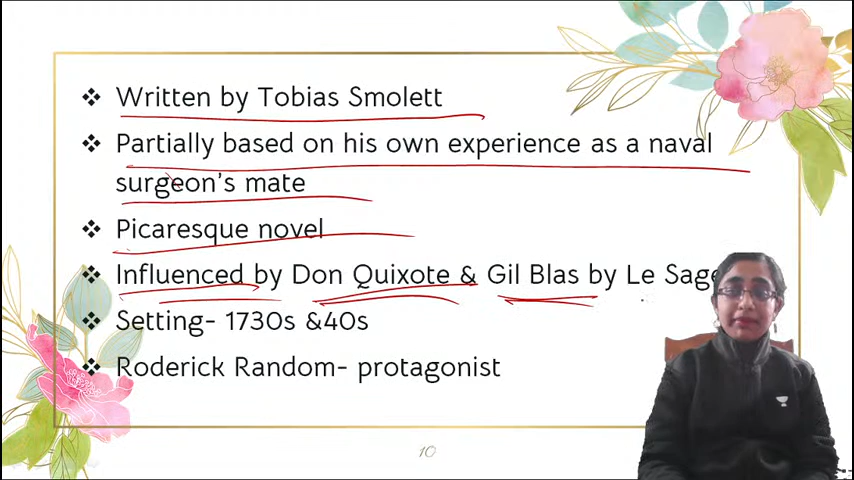 ❖ Written by Tobias Smolett
❖ Partially based on his own experience as a naval
surgeon's mate
❖ Picaresque novel
❖ Influenced by Don Quixote & Gil Blas by Le Sage
❖ Setting- 1730s &40s
❖ Roderick Random- protagonist
10